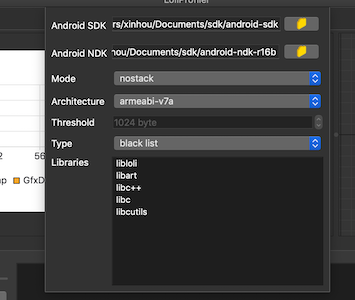 LoliProfiler
Android SDK rs/xinhou/Documents/sdk/android-sdk
Android NDK hou/Documents/sdk/android-ndk-r16b
Mode nostack
Architecture armeabi-v7a
Threshold 1024 byte
Type black list
Libraries
libloli
libart
libc++
libc
libcutils
56
GfxD